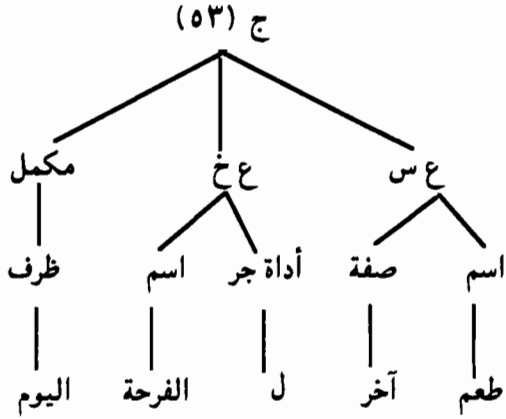 ج (٥٣)
ع س ع خ مكمل
اسم صفة أداة جر اسم ظرف
طعم آخر ل الفرحة اليوم